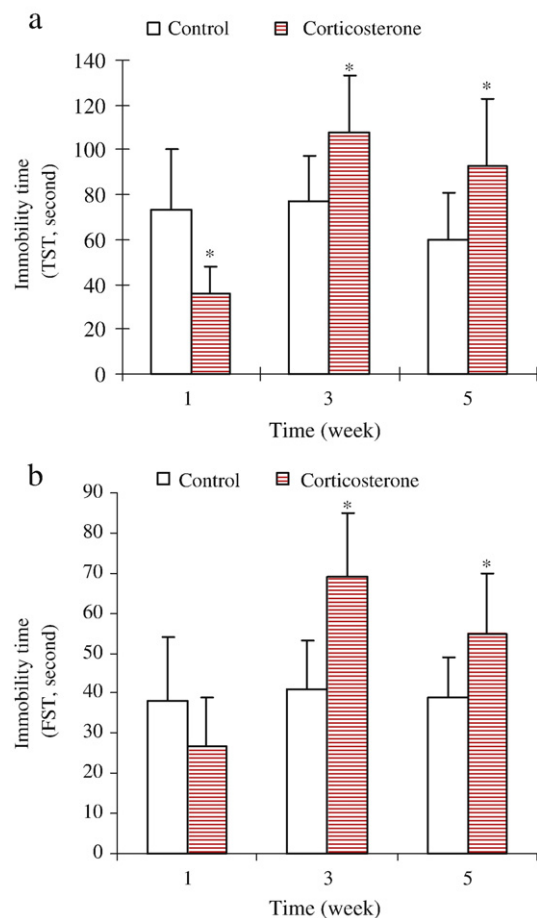 a
Control Corticosterone
140
120
100
80
60
40
20
0
Immobility time
(TST, second)
*
*
*
1 3 5
Time (week)
b
Control Corticosterone
90
80
70
60
50
40
30
20
10
0
Immobility time
(FST, second)
*
*
1 3 5
Time (week)